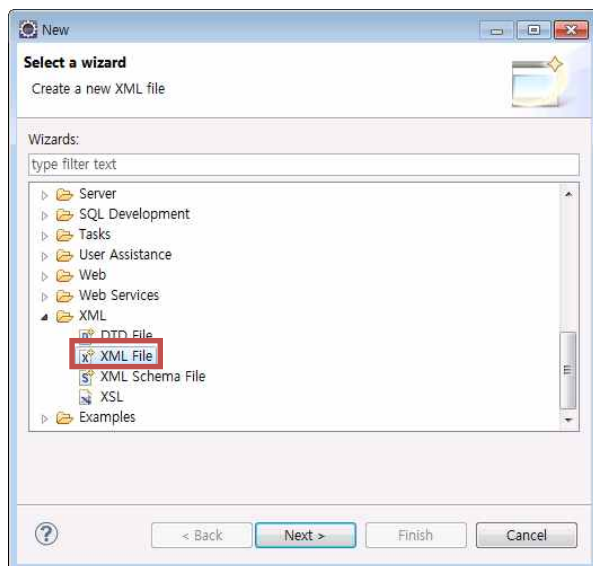 New
Select a wizard
Create a new XML file
Wizards:
type filter text
Server
SQL Development
Tasks
User Assistance
Web
Web Services
XML
DTD File
XML File
XML Schema File
XSL
Examples
< Back
Next >
Finish
Cancel